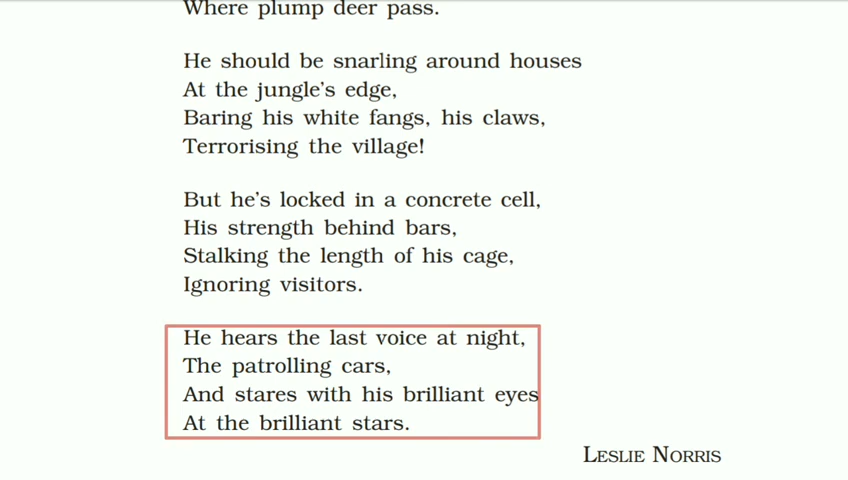 Where plump deer pass.
He should be snarling around houses
At the jungle's edge,
Baring his white fangs, his claws,
Terrorising the village!
But he's locked in a concrete cell,
His strength behind bars,
Stalking the length of his cage,
Ignoring visitors.
He hears the last voice at night,
The patrolling cars,
And stares with his brilliant eyes
At the brilliant stars.
LESLIE NORRIS